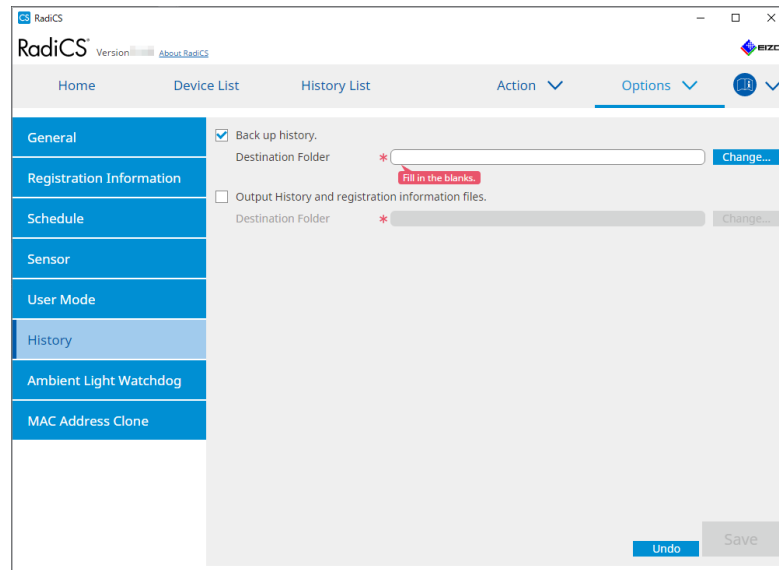 CS RadiCS
RadiCS® Version About RadiCS
EIZO
Home Device List History List Action Options
General
Registration Information
Schedule
Sensor
User Mode
History
Ambient Light Watchdog
MAC Address Clone
Back up history.
Destination Folder * Change...
Fill in the blanks.
Output History and registration information files.
Destination Folder * Change...
Undo Save